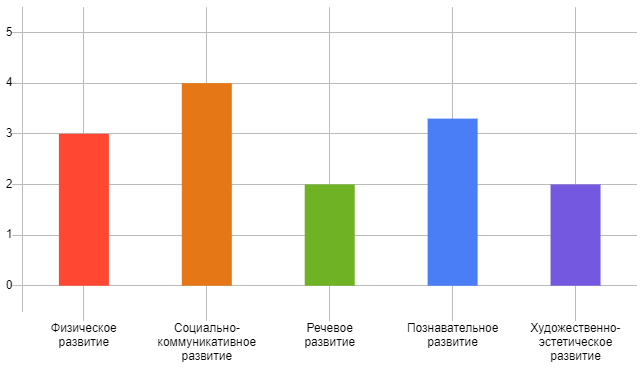 5
4
3
2
1
0
Физическое
развитие
Социально-
коммуникативное
развитие
Речевое
развитие
Познавательное
развитие
Художественно-
эстетическое
развитие